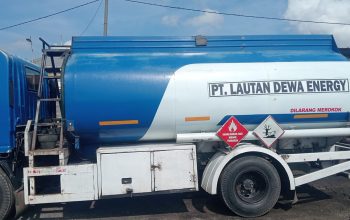 PT. LAUTAN DEWA ENERGY
DILARANG MEROKOK